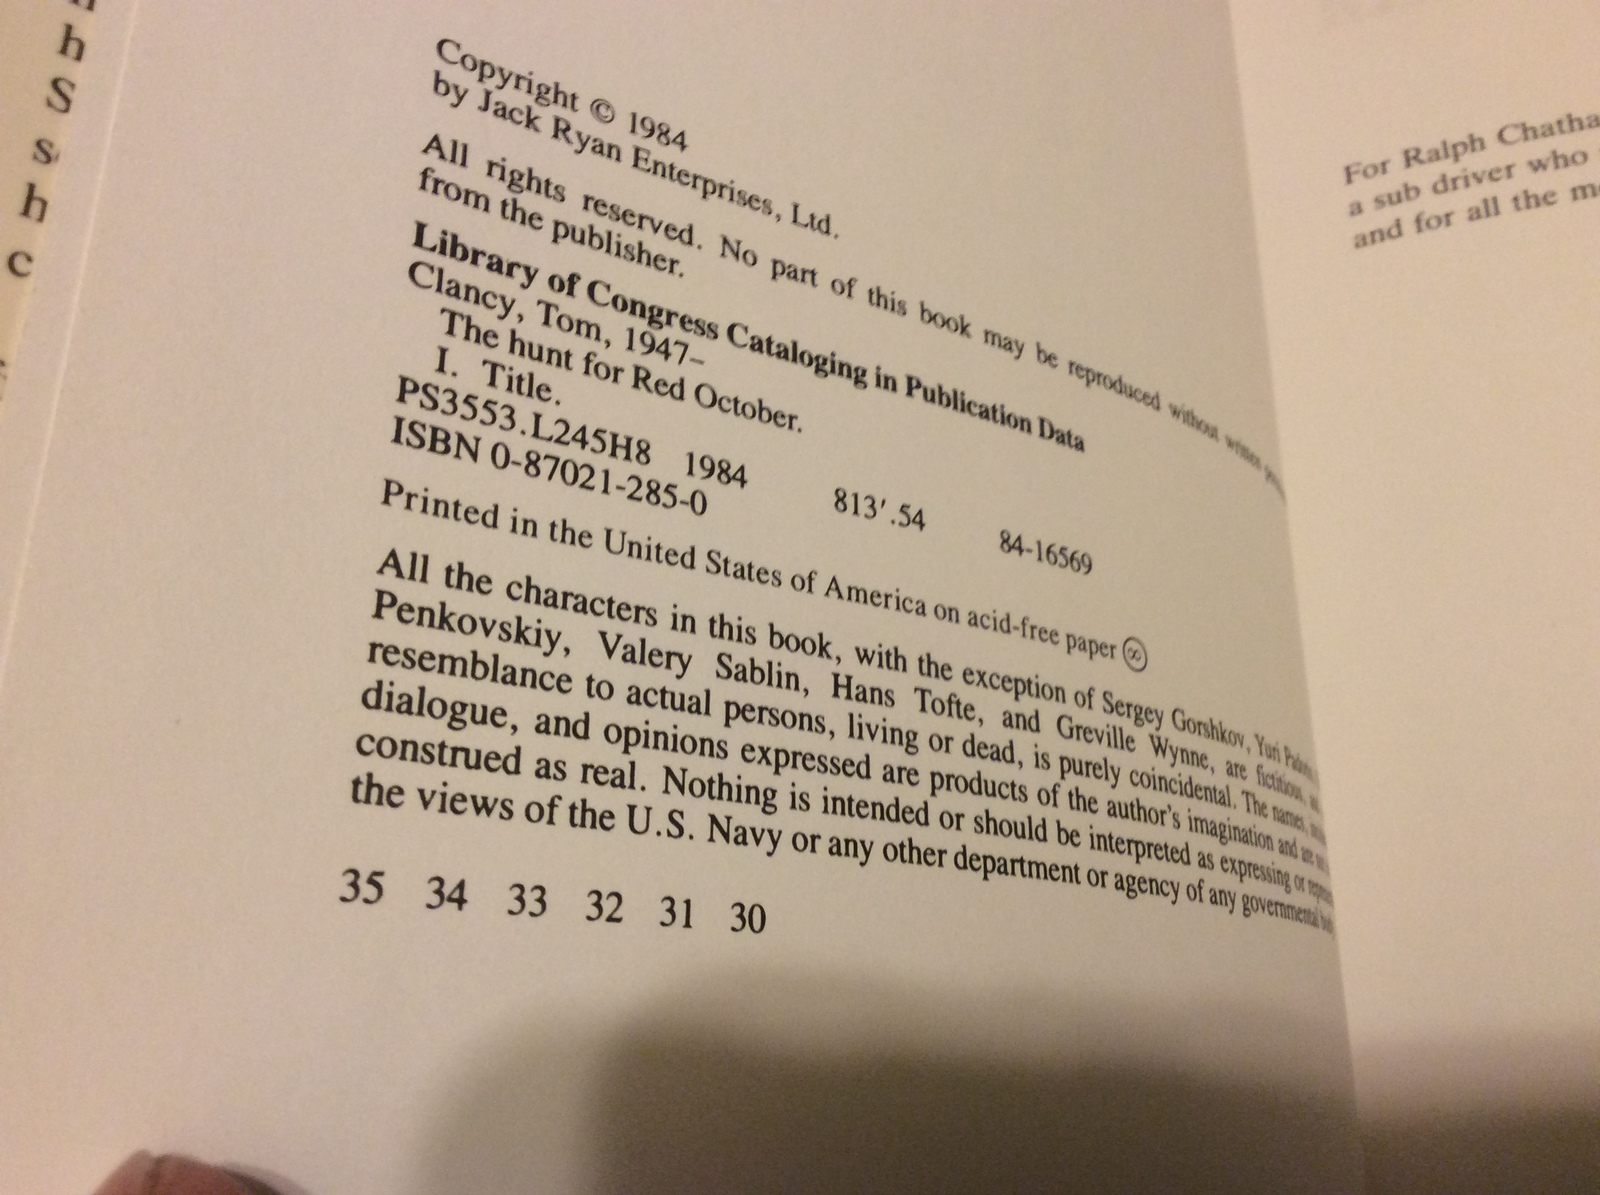 h
S
s
h
c
Copyright © 1984
by Jack Ryan Enterprises, Ltd.
All rights reserved. No part of this book may be reproduced without written
from the publisher.
Library of Congress Cataloging in Publication Data
Clancy, Tom, 1947–
The hunt for Red October.
I. Title.
PS3553.L245H8 1984 813′.54 84-16569
ISBN 0-87021-285-0
Printed in the United States of America on acid-free paper ♾
All the characters in this book, with the exception of Sergey Gorshkov, Yuri
Penkovskiy, Valery Sablin, Hans Tofte, and Greville Wynne, are fictitious,
resemblance to actual persons, living or dead, is purely coincidental. The names,
dialogue, and opinions expressed are products of the author's imagination and are
construed as real. Nothing is intended or should be interpreted as expressing or
the views of the U.S. Navy or any other department or agency of any governmental
35 34 33 32 31 30
For Ralph Chatha
a sub driver who
and for all the